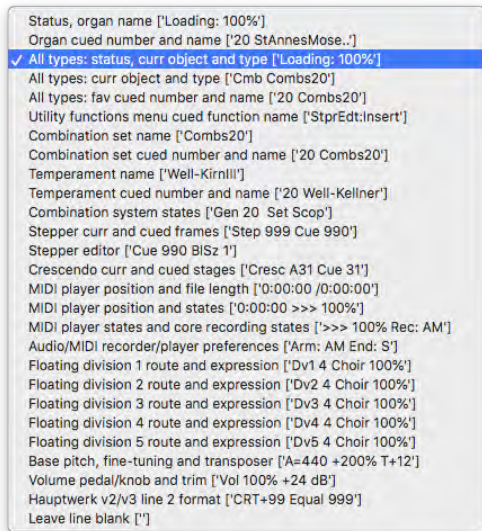 Status, organ name ['Loading: 100%']
Organ cued number and name ['20 StAnnesMose..']
✓ All types: status, curr object and type ['Loading: 100%']
All types: curr object and type ['Cmb Combs20']
All types: fav cued number and name ['20 Combs20']
Utility functions menu cued function name ['StprEdt:Insert']
Combination set name ['Combs20']
Combination set cued number and name ['20 Combs20']
Temperament name ['Well-KirnIII']
Temperament cued number and name ['20 Well-Kellner']
Combination system states ['Gen 20  Set Scop']
Stepper curr and cued frames ['Step 999 Cue 990']
Stepper editor ['Cue 990 BlSz 1']
Crescendo curr and cued stages ['Cresc A31 Cue 31']
MIDI player position and file length ['0:00:00 /0:00:00']
MIDI player position and states ['0:00:00 >>> 100%']
MIDI player states and core recording states ['>>> 100% Rec: AM']
Audio/MIDI recorder/player preferences ['Arm: AM End: S']
Floating division 1 route and expression ['Dv1 4 Choir 100%']
Floating division 2 route and expression ['Dv2 4 Choir 100%']
Floating division 3 route and expression ['Dv3 4 Choir 100%']
Floating division 4 route and expression ['Dv4 4 Choir 100%']
Floating division 5 route and expression ['Dv5 4 Choir 100%']
Base pitch, fine-tuning and transposer ['A=440 +200% T+12']
Volume pedal/knob and trim ['Vol 100% +24 dB']
Hauptwerk v2/v3 line 2 format ['CRT+99 Equal 999']
Leave line blank ['']